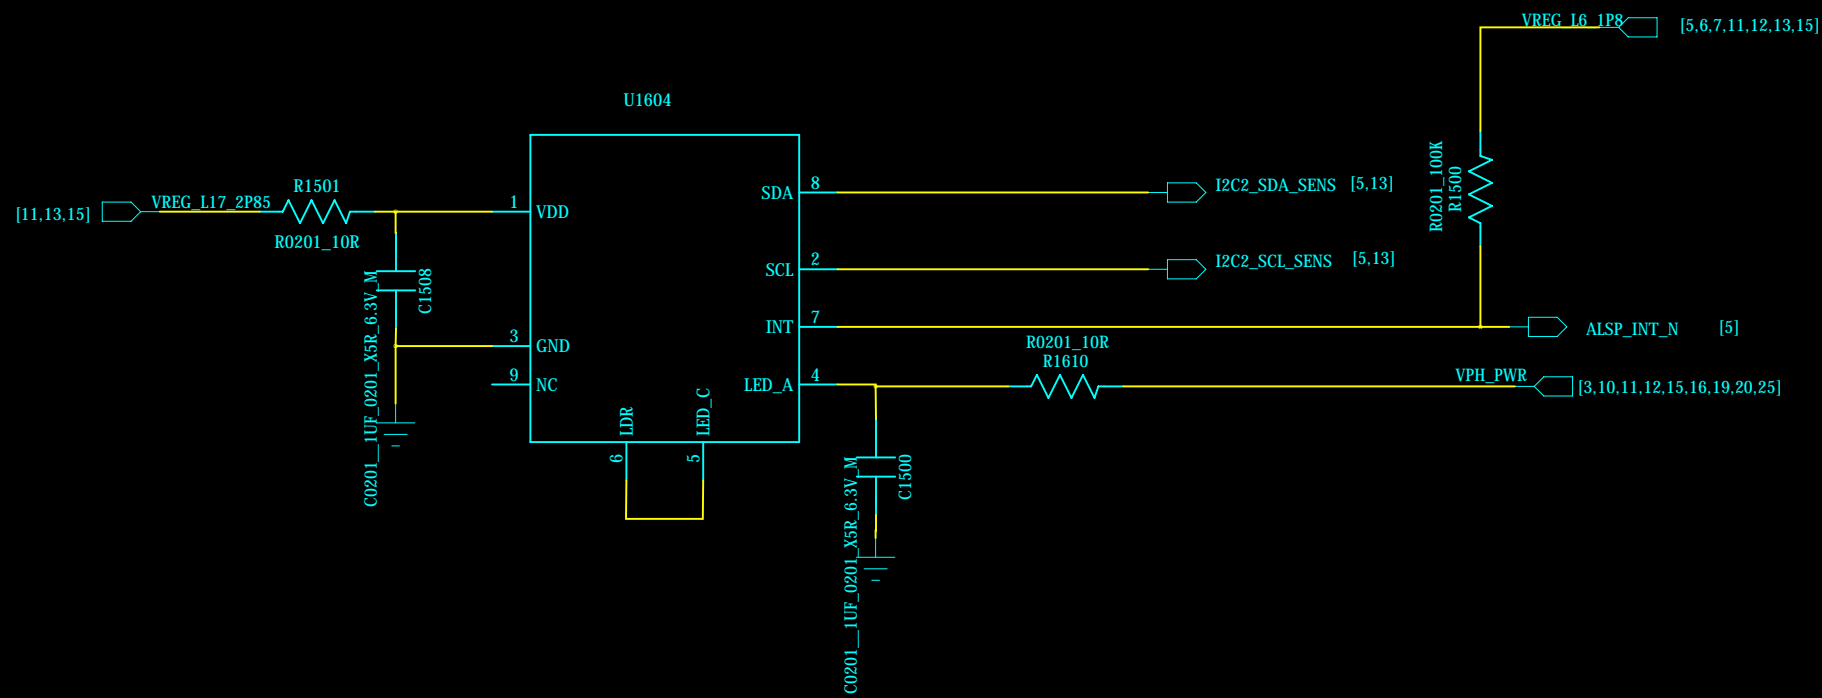 VREG_L6_1P8
[5,6,7,11,12,13,15]
U1604
R0201_100K
R1500
R1501
SDA
8
I2C2_SDA_SENS
[5,13]
[11,13,15]
VREG_L17_2P85
1
VDD
R0201_10R
SCL
2
I2C2_SCL_SENS
[5,13]
C0201__1UF_0201_X5R_6.3V_M
C1508
INT
7
ALSP_INT_N
[5]
3
GND
R0201_10R
R1610
9
NC
LED_A
4
VPH_PWR
[3,10,11,12,15,16,19,20,25]
LDR
LED_C
6
5
C0201__1UF_0201_X5R_6.3V_M
C1500